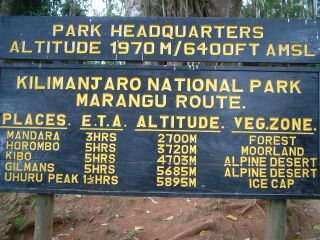 PARK HEADQUARTERS
ALTITUDE 1970 M/6400FT AMSL
KILIMANJARO NATIONAL PARK
MARANGU ROUTE.
PLACES. E.T.A. ALTITUDE. VEG.ZONE.
MANDARA 3HRS 2700M FOREST
HOROMBO 5HRS 3720M MOORLAND
KIBO 5HRS 4703M ALPINE DESERT
GILMANS 5HRS 5685M ALPINE DESERT
UHURU PEAK 1½HRS 5895M ICE CAP